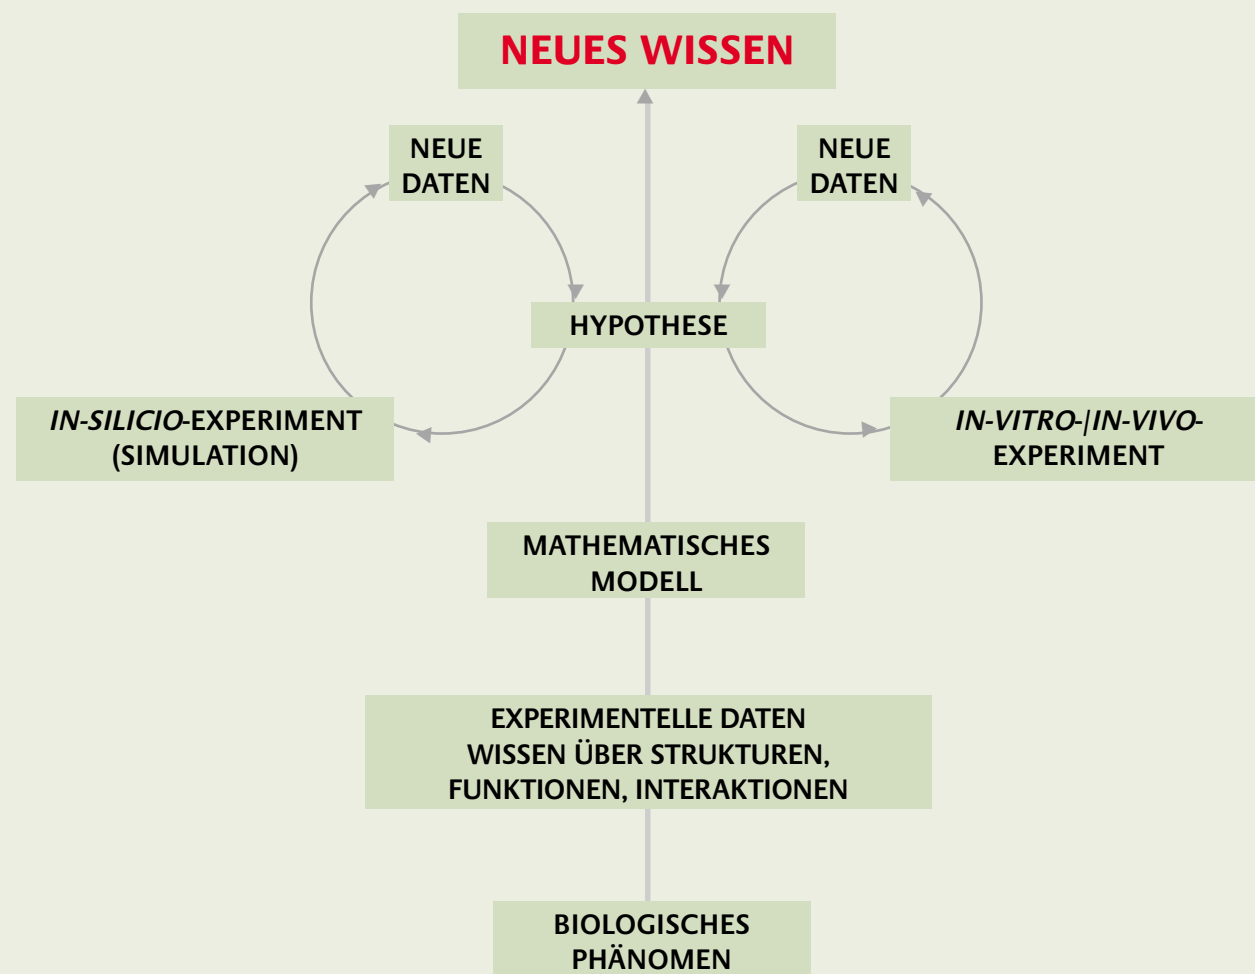 NEUES WISSEN
NEUE
DATEN
NEUE
DATEN
HYPOTHESE
IN-SILICIO-EXPERIMENT
(SIMULATION)
IN-VITRO-/IN-VIVO-
EXPERIMENT
MATHEMATISCHES
MODELL
EXPERIMENTELLE DATEN
WISSEN ÜBER STRUKTUREN,
FUNKTIONEN, INTERAKTIONEN
BIOLOGISCHES
PHÄNOMEN